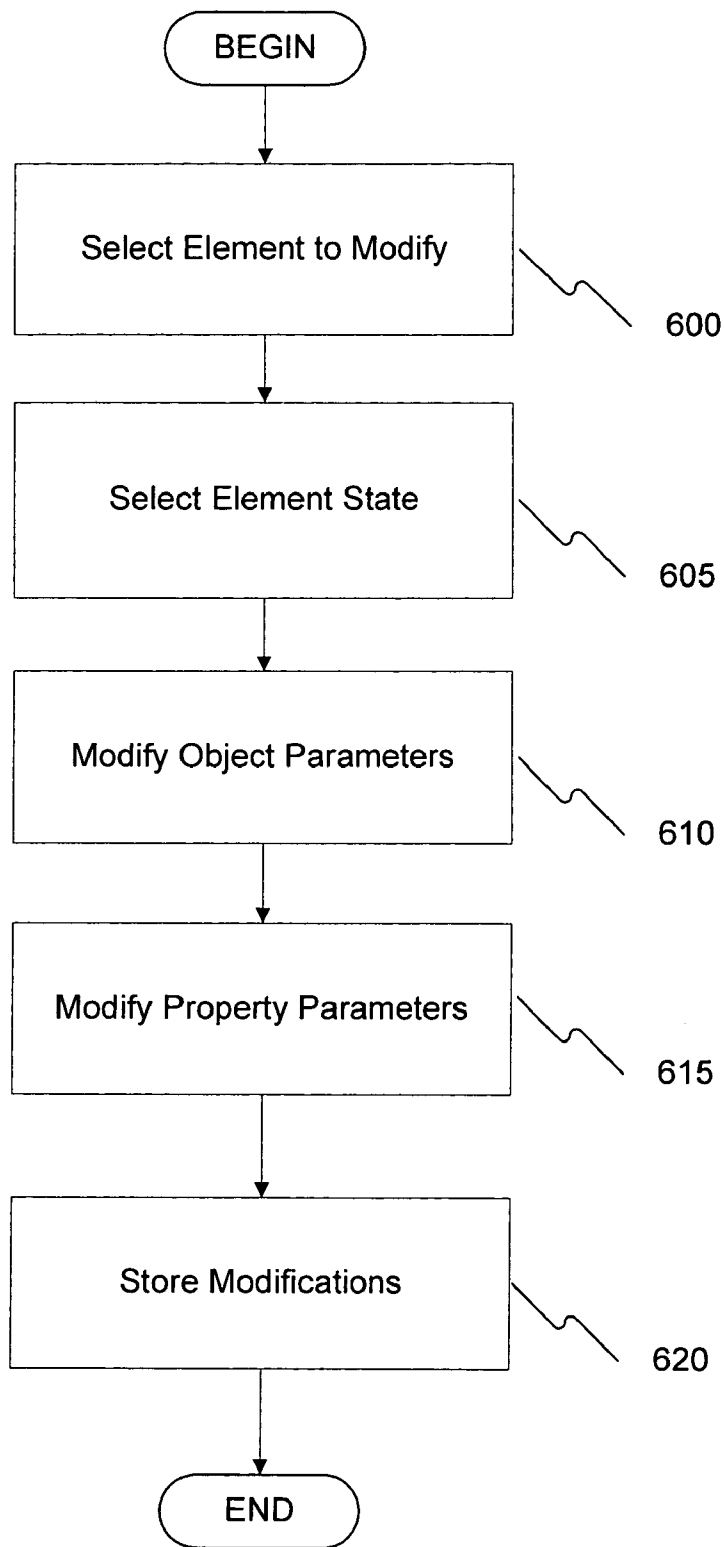 BEGIN
Select Element to Modify
600
Select Element State
605
Modify Object Parameters
610
Modify Property Parameters
615
Store Modifications
620
END